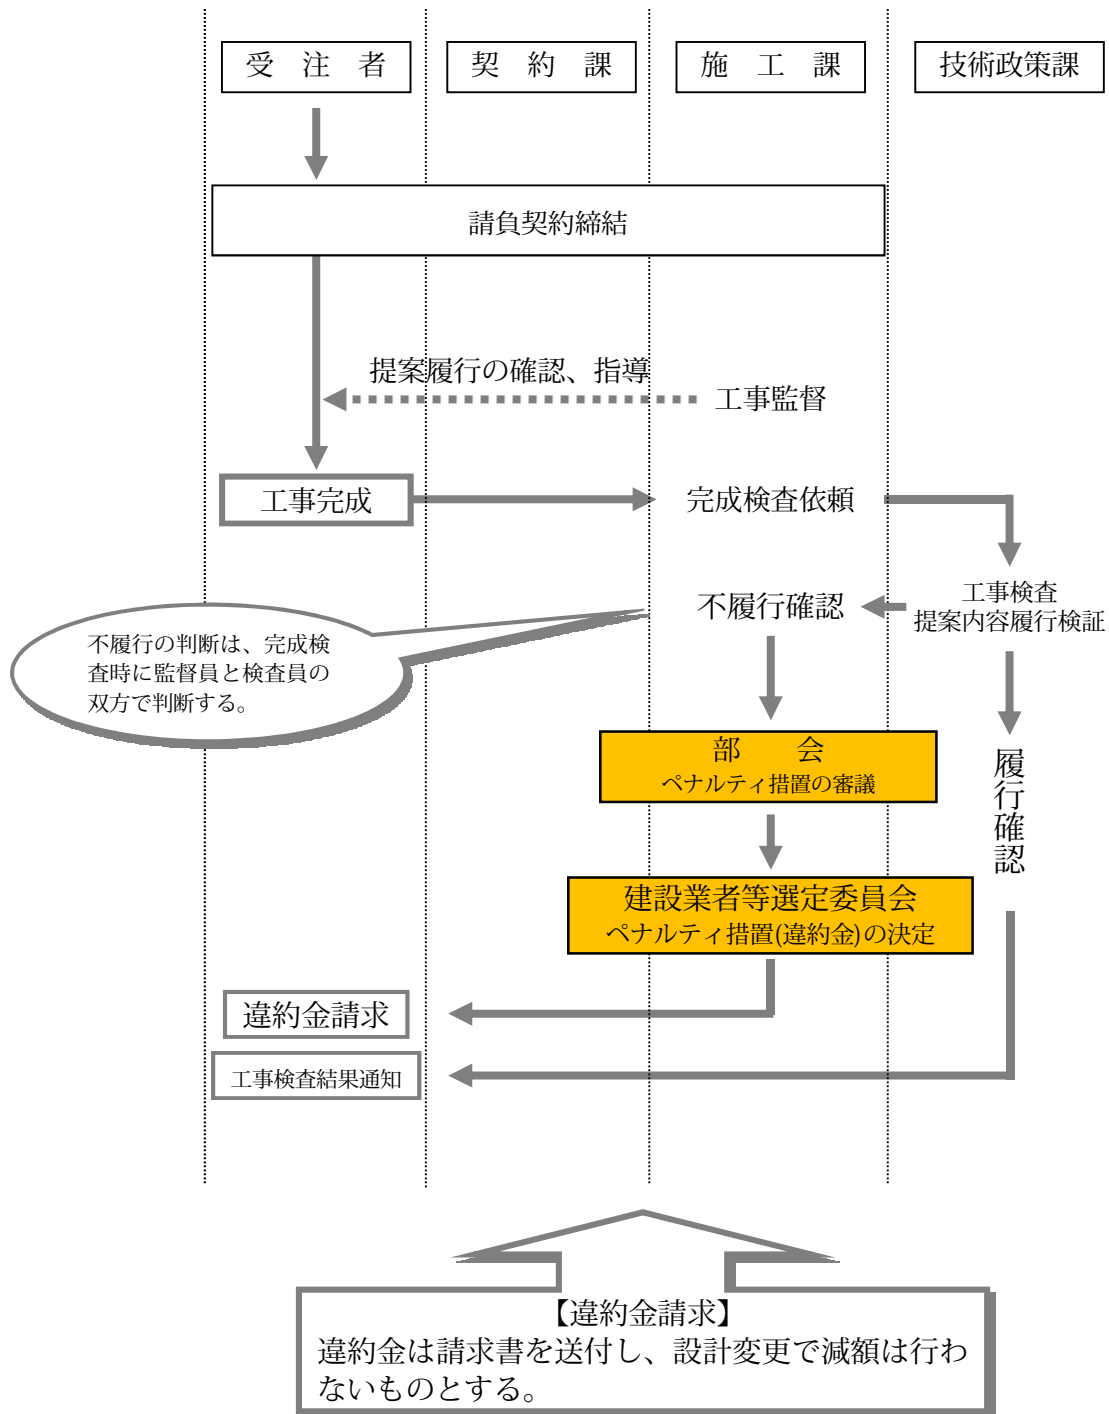 受　注　者
契　約　課
施　工　課
技術政策課
請負契約締結
提案履行の確認、指導
工事監督
工事完成
完成検査依頼
工事検査
提案内容履行検証
不履行確認
不履行の判断は、完成検
査時に監督員と検査員の
双方で判断する。
部　　会
ペナルティ措置の審議
履行確認
建設業者等選定委員会
ペナルティ措置(違約金)の決定
違約金請求
工事検査結果通知
【違約金請求】
違約金は請求書を送付し、設計変更で減額は行わ
ないものとする。